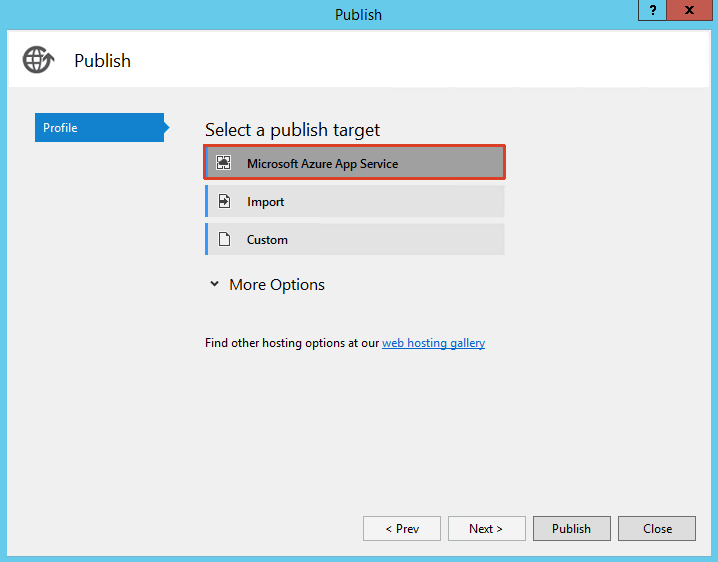 Publish
?
x
Publish
Profile
Select a publish target
Microsoft Azure App Service
Import
Custom
More Options
Find other hosting options at our web hosting gallery
< Prev
Next >
Publish
Close